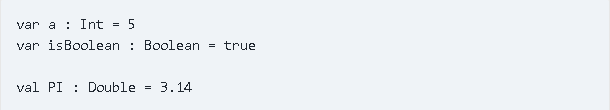 var a : Int = 5
var isBoolean : Boolean = true
val PI : Double = 3.14